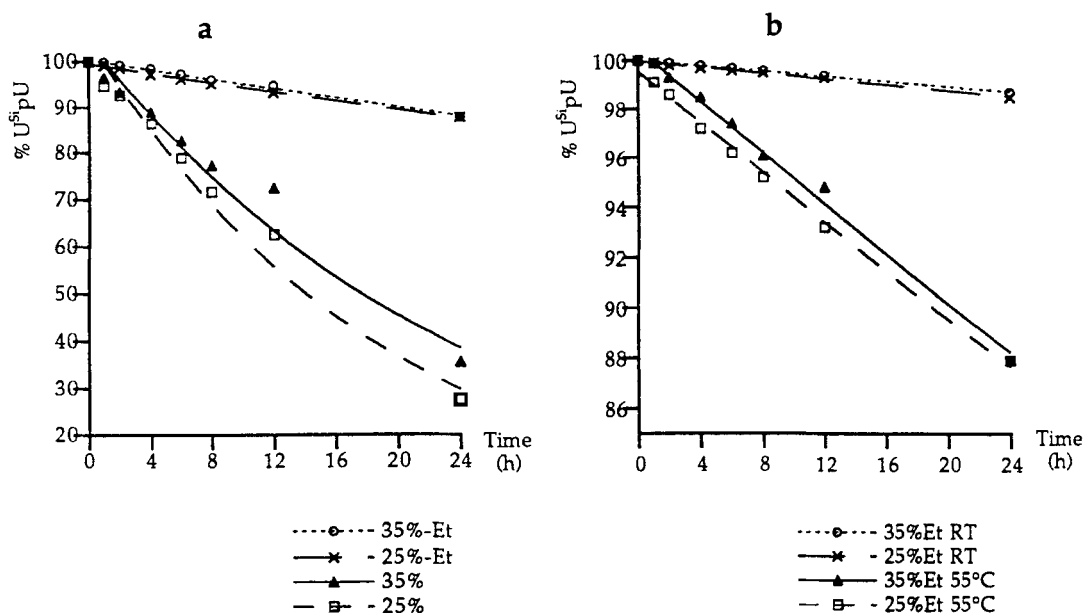 a
% U^Si pU
100
90
80
70
60
50
40
30
20
0 4 8 12 16 20 24
Time (h)
35%-Et
25%-Et
35%
25%
b
% U^Si pU
100
98
96
94
92
90
88
86
0 4 8 12 16 20 24
Time (h)
35%Et RT
25%Et RT
35%Et 55°C
25%Et 55°C